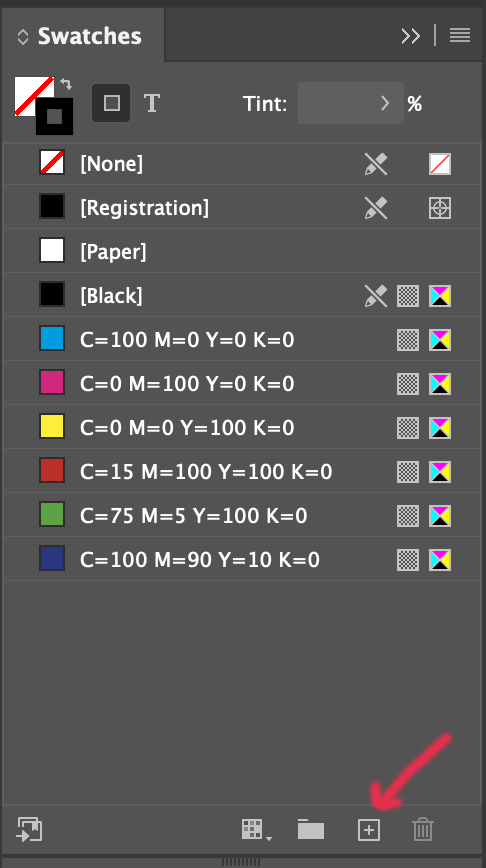 Swatches
T Tint: %
[None]
[Registration]
[Paper]
[Black]
C=100 M=0 Y=0 K=0
C=0 M=100 Y=0 K=0
C=0 M=0 Y=100 K=0
C=15 M=100 Y=100 K=0
C=75 M=5 Y=100 K=0
C=100 M=90 Y=10 K=0